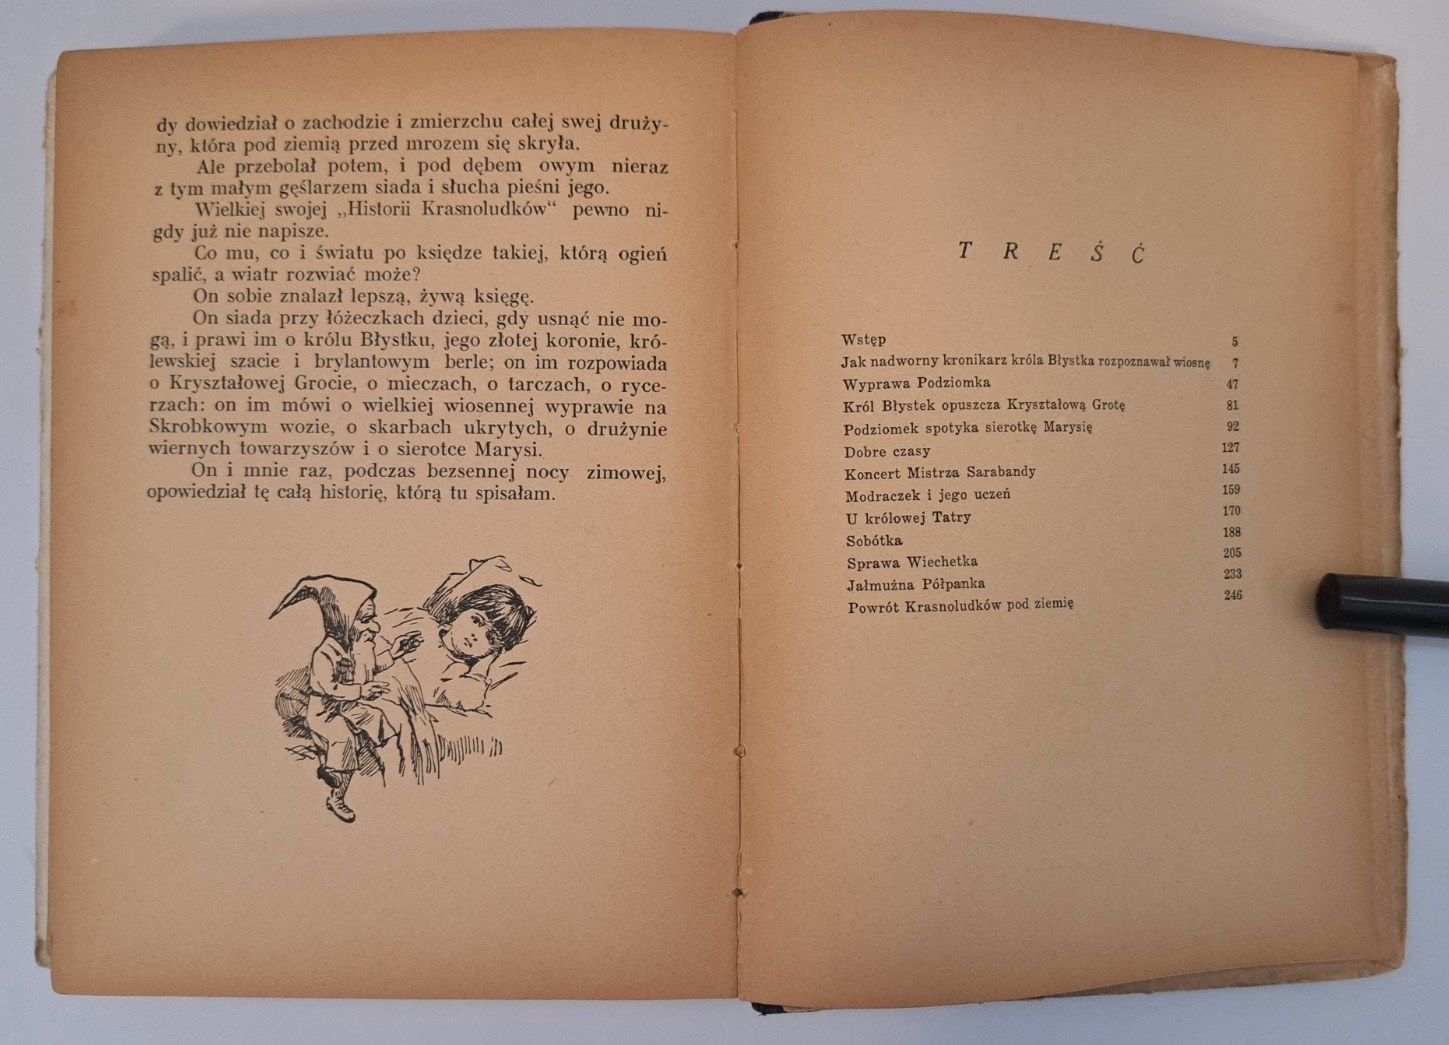 dy dowiedział o zachodzie i zmierzchu całej swej druży-
ny, która pod ziemią przed mrozem się skryła.
Ale przebolał potem, i pod dębem owym nieraz
z tym małym gęślarzem siada i słucha pieśni jego.
Wielkiej swojej „Historii Krasnoludków“ pewno ni-
gdy już nie napisze.
Co mu, co i światu po księdze takiej, którą ogień
spalić, a wiatr rozwiać może?
On sobie znalazł lepszą, żywą księgę.
On siada przy łóżeczkach dzieci, gdy usnąć nie mo-
gą, i prawi im o królu Błystku, jego złotej koronie, kró-
lewskiej szacie i brylantowym berle; on im rozpowiada
o Kryształowej Grocie, o mieczach, o tarczach, o ryce-
rzach: on im mówi o wielkiej wiosennej wyprawie na
Skrobkowym wozie, o skarbach ukrytych, o drużynie
wiernych towarzyszów i o sierotce Marysi.
On i mnie raz, podczas bezsennej nocy zimowej,
opowiedział tę całą historię, którą tu spisałam.
TREŚĆ
Wstęp 5
Jak nadworny kronikarz króla Błystka rozpoznawał wiosnę 7
Wyprawa Podziomka 47
Król Błystek opuszcza Kryształową Grotę 81
Podziomek spotyka sierotkę Marysię 92
Dobre czasy 127
Koncert Mistrza Sarabandy 145
Modraczek i jego uczeń 159
U królowej Tatry 170
Sobótka 188
Sprawa Wiechetka 205
Jałmużna Półpanka 233
Powrót Krasnoludków pod ziemię 246